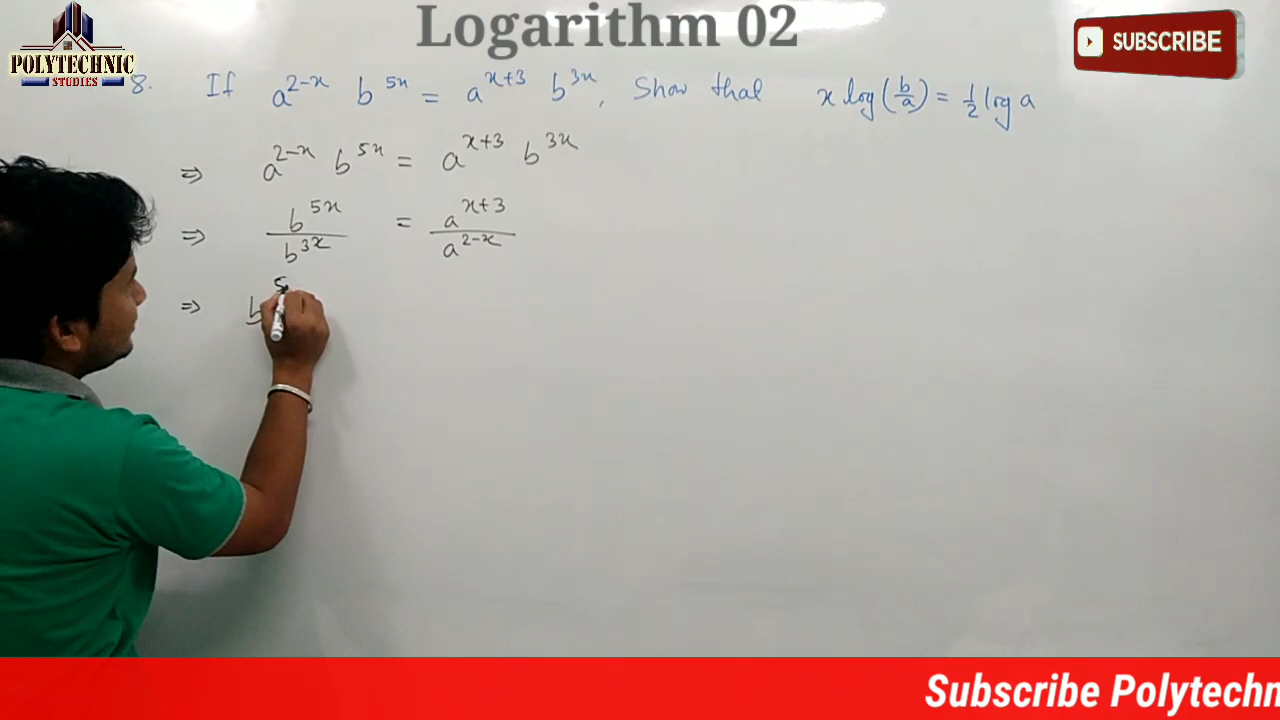 Logarithm 02
POLYTECHNIC
STUDIES
SUBSCRIBE
8. If a^{2-x} b^{5x} = a^{x+3} b^{3x}, Show that x log(b/a) = 1/2 log a
⇒ a^{2-x} b^{5x} = a^{x+3} b^{3x}
⇒ b^{5x}/b^{3x} = a^{x+3}/a^{2-x}
⇒ b^5
Subscribe Polytechn